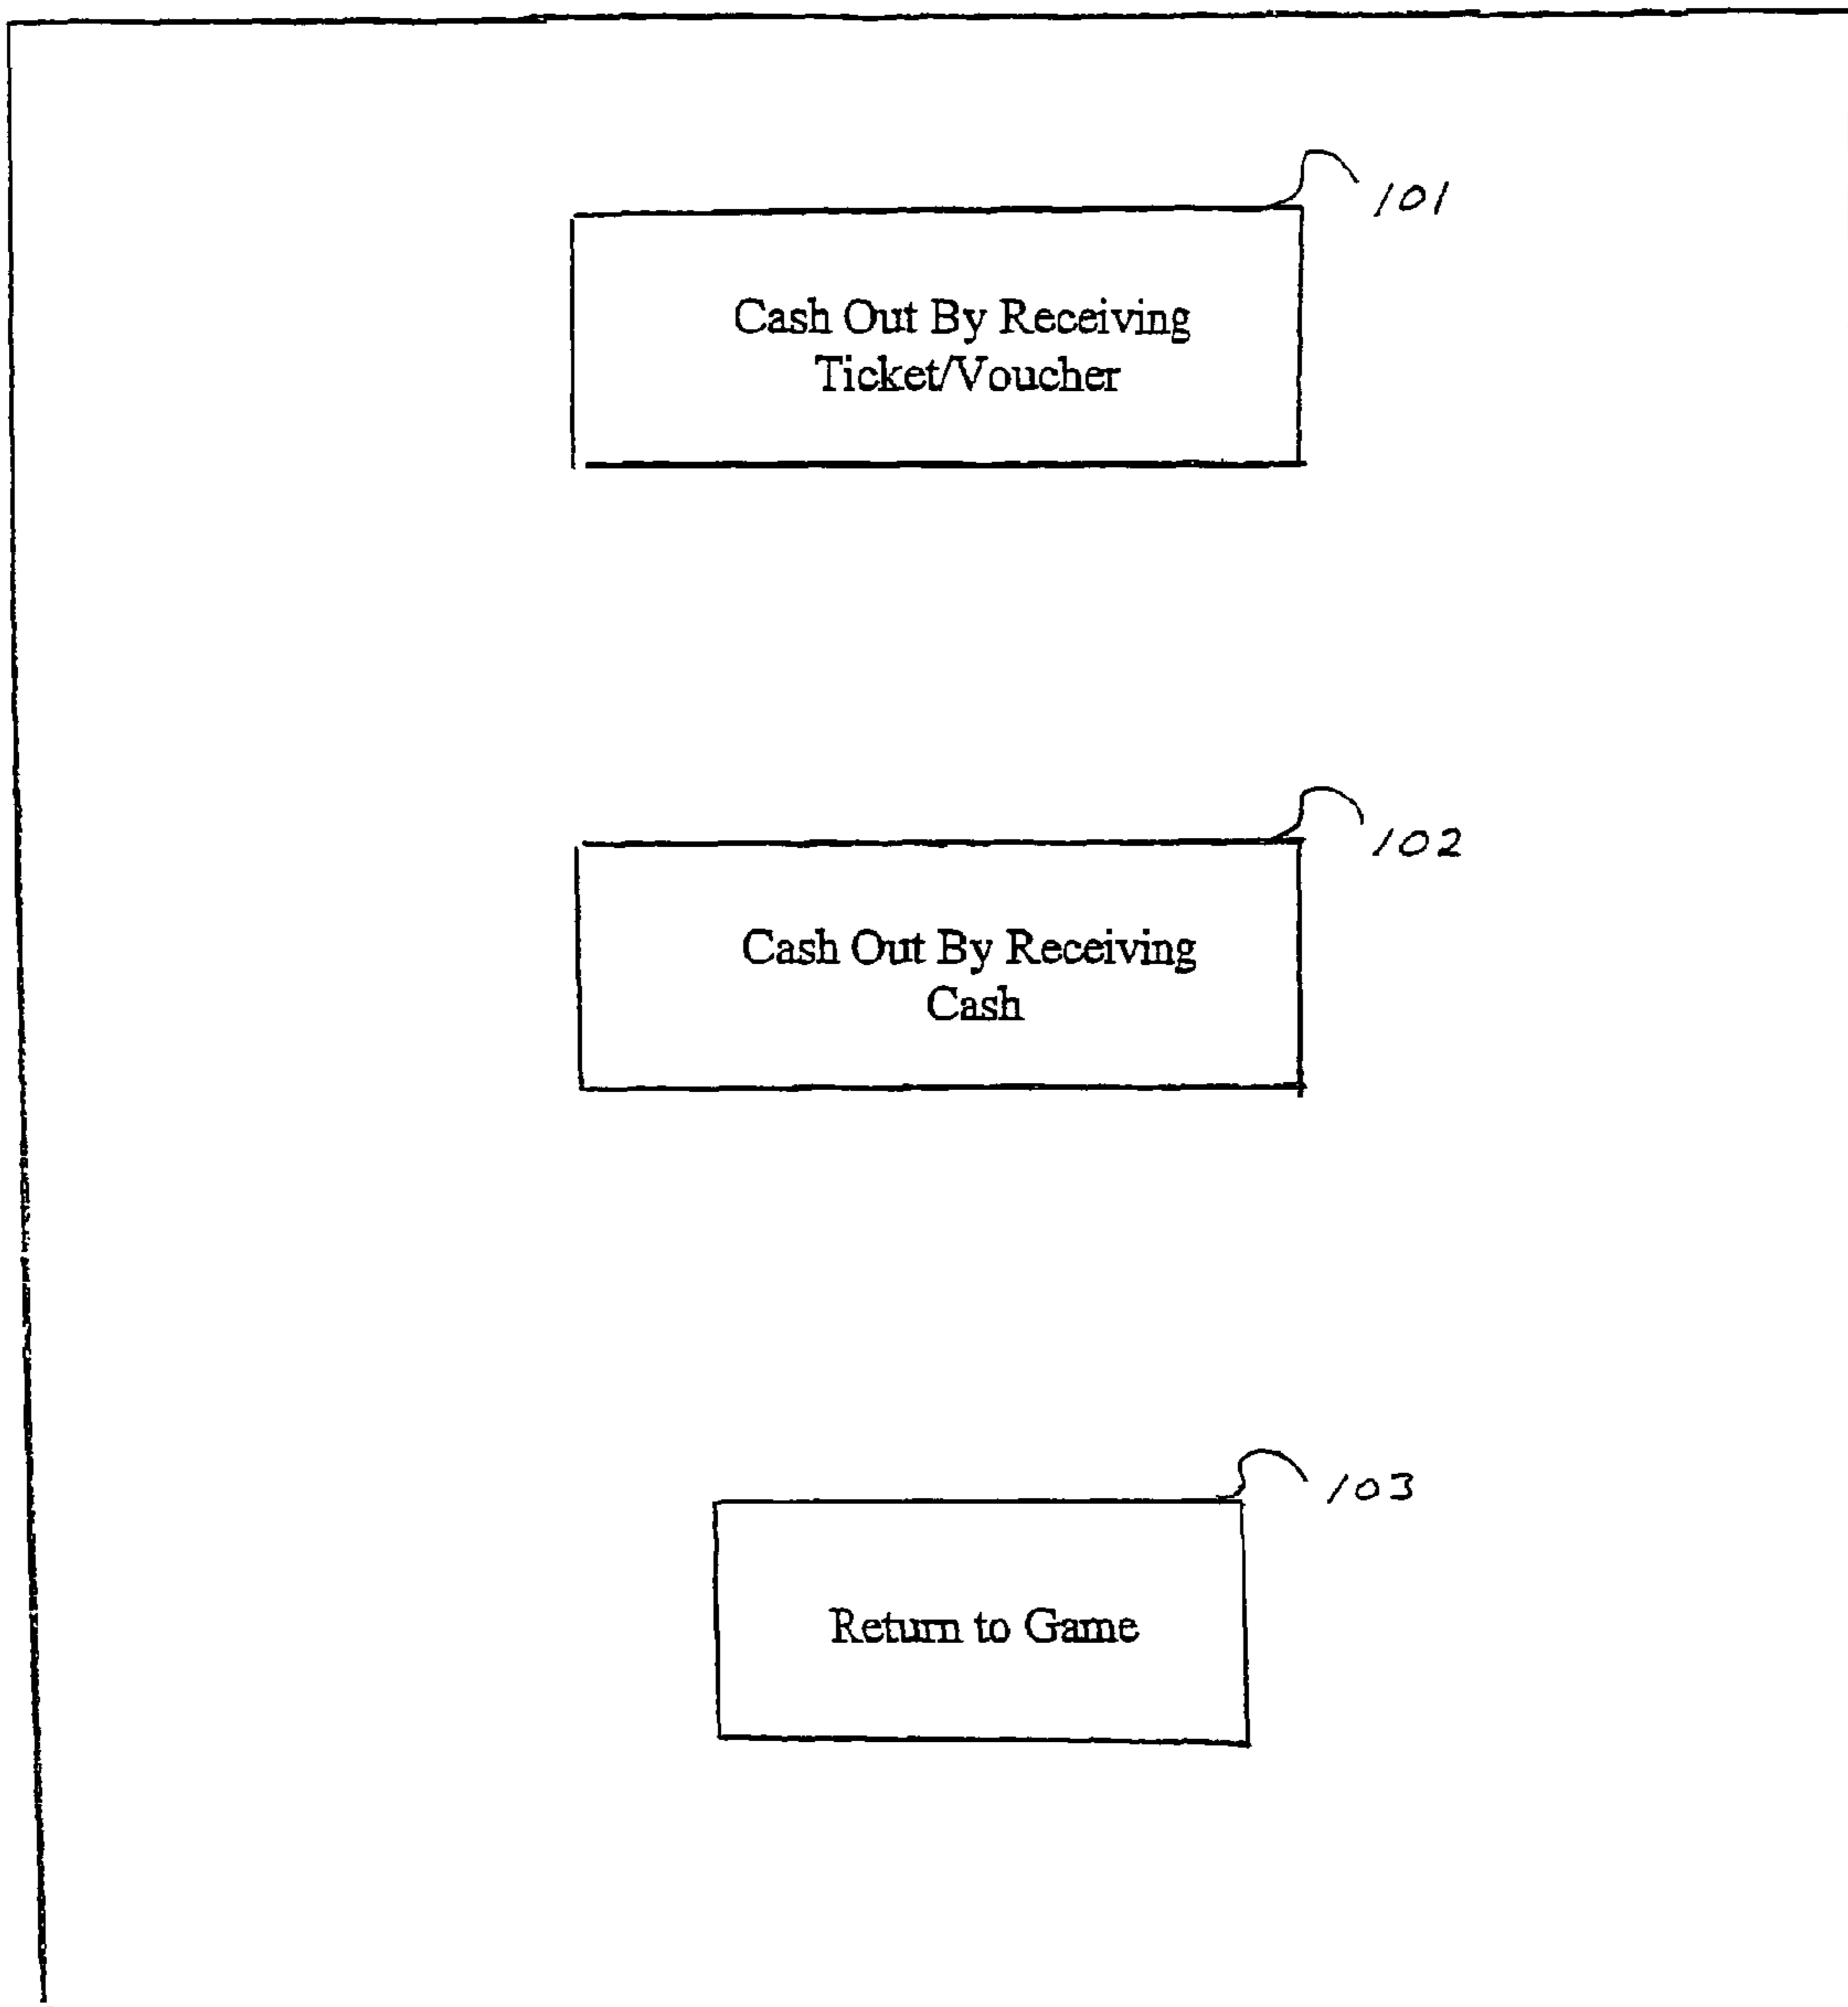 101
Cash Out By Receiving
Ticket/Voucher
102
Cash Out By Receiving
Cash
103
Return to Game